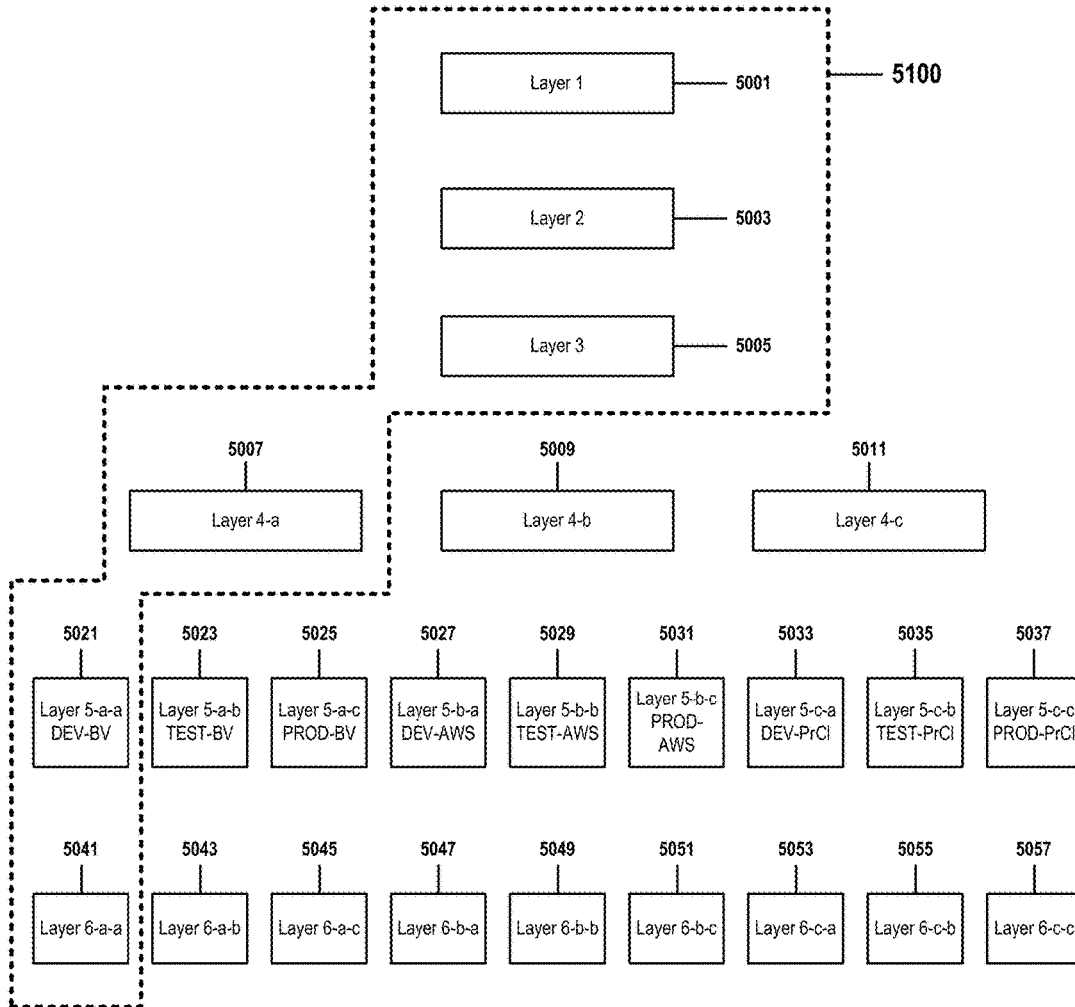 Layer 1
5001
5100
Layer 2
5003
Layer 3
5005
5007
5009
5011
Layer 4-a
Layer 4-b
Layer 4-c
5021
5023
5025
5027
5029
5031
5033
5035
5037
Layer 5-a-a
DEV-BV
Layer 5-a-b
TEST-BV
Layer 5-a-c
PROD-BV
Layer 5-b-a
DEV-AWS
Layer 5-b-b
TEST-AWS
Layer 5-b-c
PROD-
AWS
Layer 5-c-a
DEV-PrCl
Layer 5-c-b
TEST-PrCl
Layer 5-c-c
PROD-PrCl
5041
5043
5045
5047
5049
5051
5053
5055
5057
Layer 6-a-a
Layer 6-a-b
Layer 6-a-c
Layer 6-b-a
Layer 6-b-b
Layer 6-b-c
Layer 6-c-a
Layer 6-c-b
Layer 6-c-c